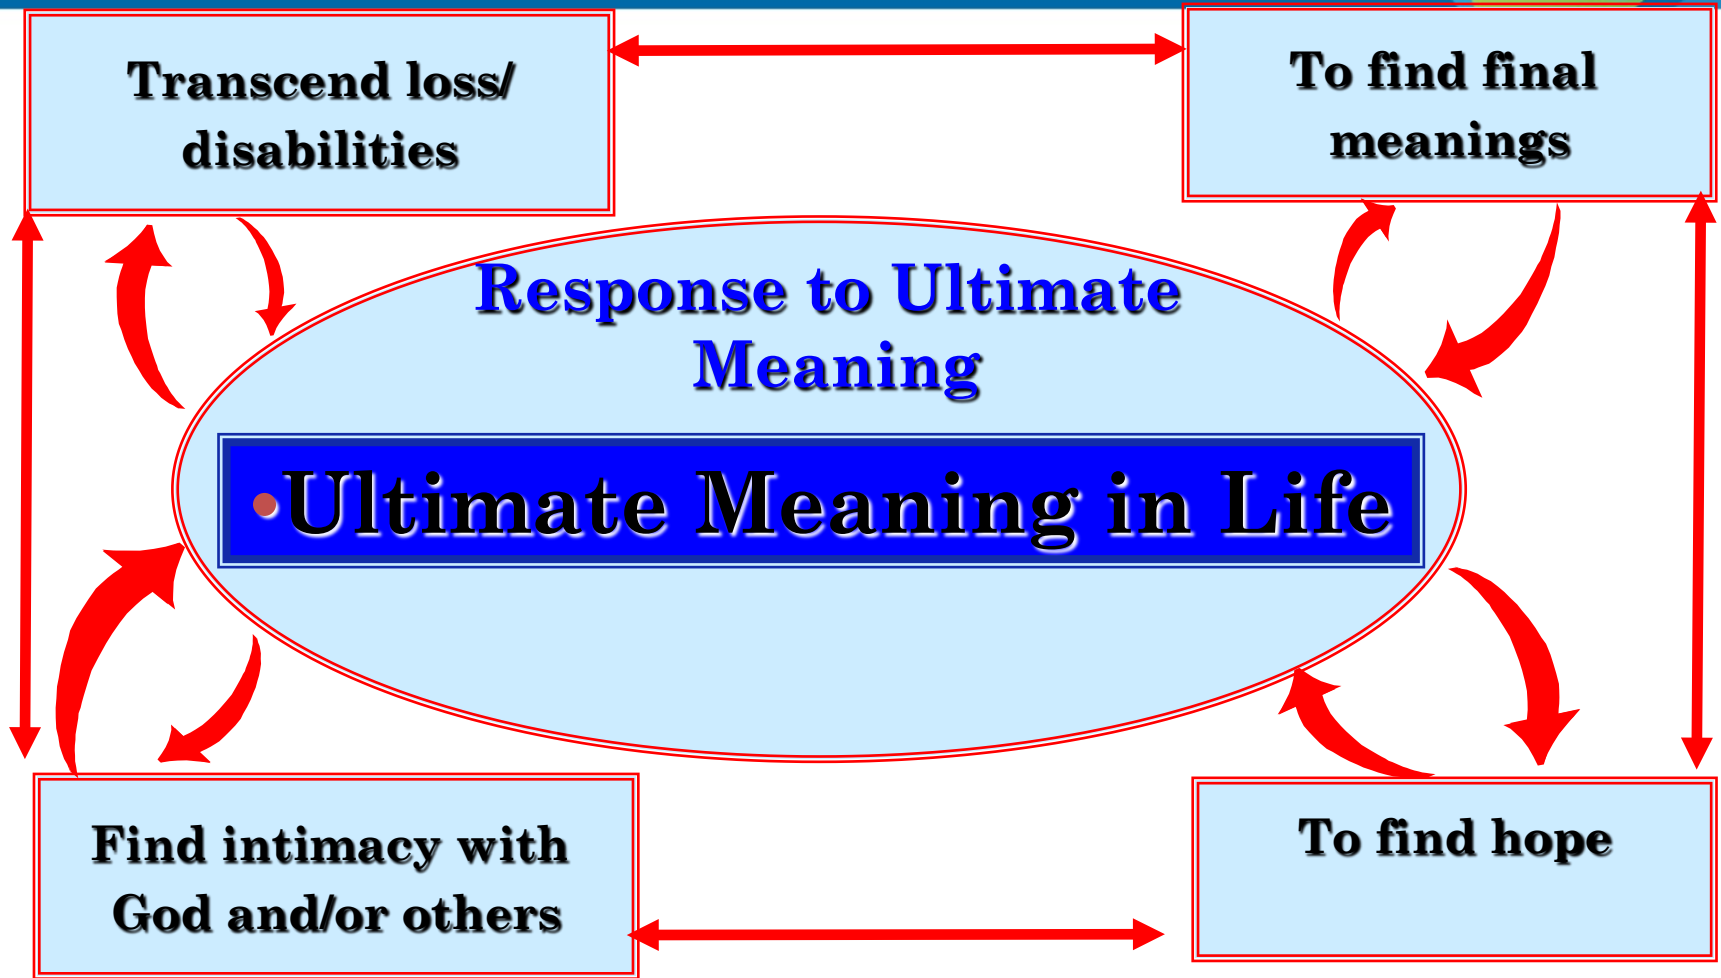 Transcend loss/
disabilities
To find final
meanings
Response to Ultimate
Meaning
•Ultimate Meaning in Life
Find intimacy with
God and/or others
To find hope